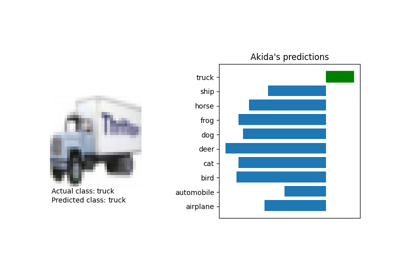 Akida's predictions
truck
ship
horse
frog
dog
deer
cat
bird
automobile
airplane
Actual class: truck
Predicted class: truck